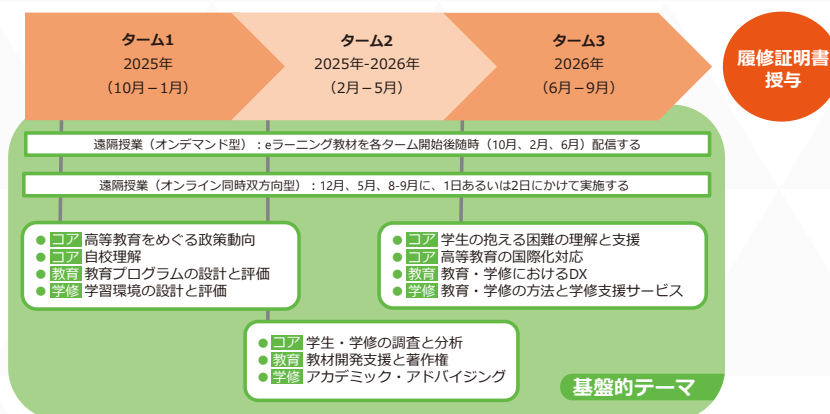 ターム1
2025年
（10月－1月）
ターム2
2025年-2026年
（2月－5月）
ターム3
2026年
（6月－9月）
履修証明書
授与
遠隔授業（オンデマンド型）：eラーニング教材を各ターム開始後随時（10月、2月、6月）配信する
遠隔授業（オンライン同時双方向型）：12月、5月、8-9月に、1日あるいは2日にかけて実施する
● コア 高等教育をめぐる政策動向
● コア 自校理解
● 教育 教育プログラムの設計と評価
● 学修 学習環境の設計と評価
● コア 学生の抱える困難の理解と支援
● コア 高等教育の国際化対応
● 教育 教育・学修におけるDX
● 学修 教育・学修の方法と学修支援サービス
● コア 学生・学修の調査と分析
● 教育 教材開発支援と著作権
● 学修 アカデミック・アドバイジング
基盤的テーマ